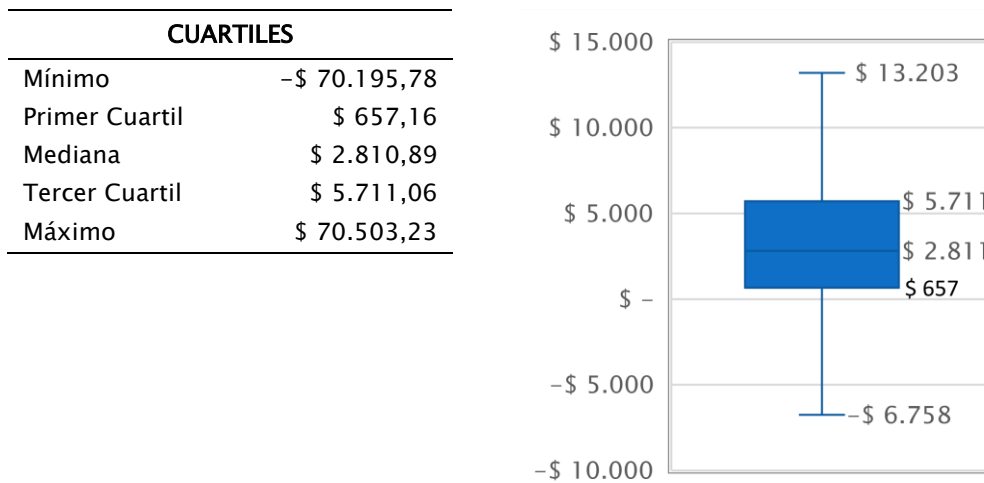 CUARTILES
Mínimo –$ 70.195,78
Primer Cuartil $ 657,16
Mediana $ 2.810,89
Tercer Cuartil $ 5.711,06
Máximo $ 70.503,23
$ 15.000
$ 10.000
$ 5.000
$ –
–$ 5.000
–$ 10.000
$ 13.203
$ 5.711
$ 2.811
$ 657
–$ 6.758